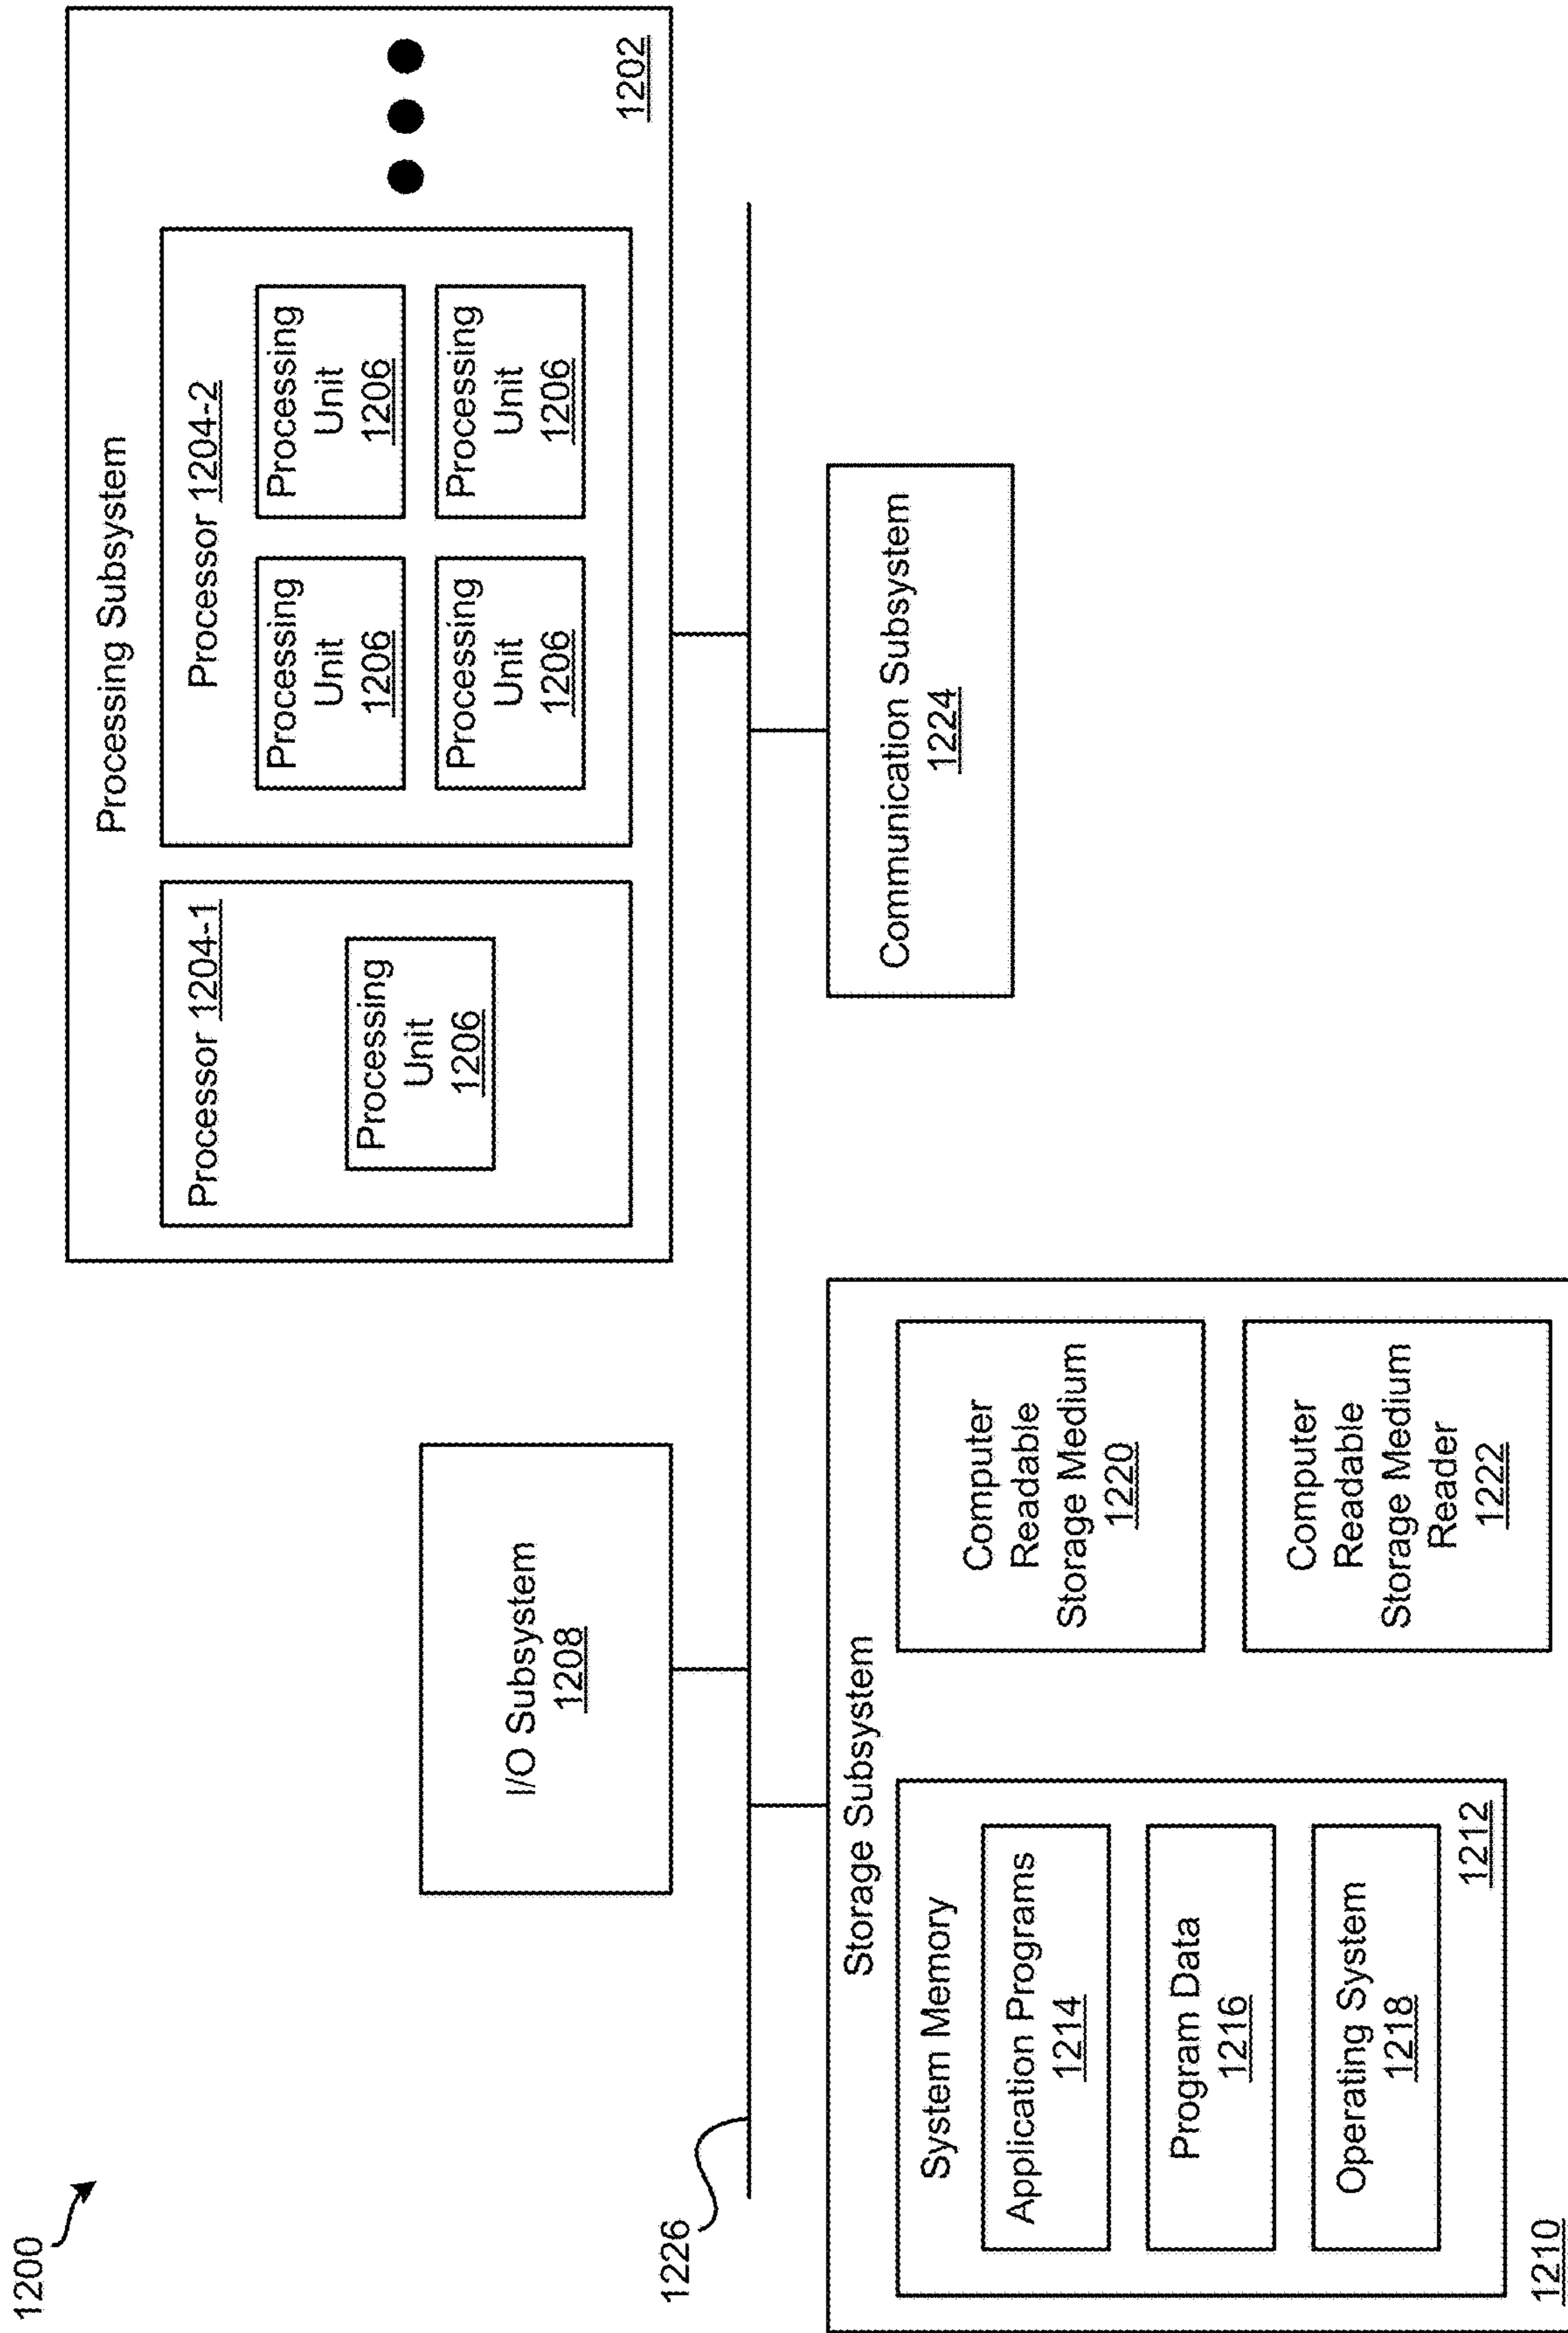 1200
Processing Subsystem
Processor 1204-1
Processing
Unit
1206
Processor 1204-2
Processing
Unit
1206
Processing
Unit
1206
Processing
Unit
1206
Processing
Unit
1206
1202
I/O Subsystem
1208
1226
Storage Subsystem
System Memory
Application Programs
1214
Program Data
1216
Operating System
1218
1212
Computer
Readable
Storage Medium
1220
Computer
Readable
Storage Medium
Reader
1222
1210
Communication Subsystem
1224